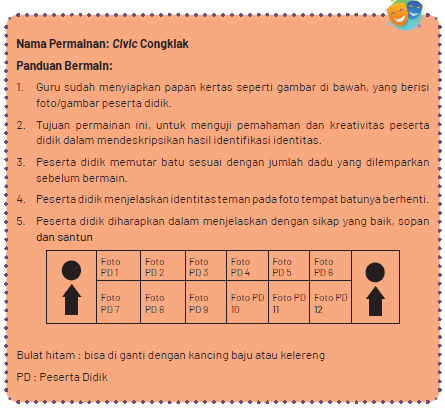 Nama Permainan: Civic Congklak
Panduan Bermain:
1. Guru sudah menyiapkan papan kertas seperti gambar di bawah, yang berisi
foto/gambar peserta didik.
2. Tujuan permainan ini, untuk menguji pemahaman dan kreativitas peserta
didik dalam mendeskripsikan hasil identifikasi identitas.
3. Peserta didik memutar batu sesuai dengan jumlah dadu yang dilemparkan
sebelum bermain.
4. Peserta didik menjelaskan identitas teman pada foto tempat batunya berhenti.
5. Peserta didik diharapkan dalam menjelaskan dengan sikap yang baik, sopan
dan santun
Foto PD 1 Foto PD 2 Foto PD 3 Foto PD 4 Foto PD 5 Foto PD 6
Foto PD 7 Foto PD 8 Foto PD 9 Foto PD 10 Foto PD 11 Foto PD 12
Bulat hitam : bisa di ganti dengan kancing baju atau kelereng
PD : Peserta Didik